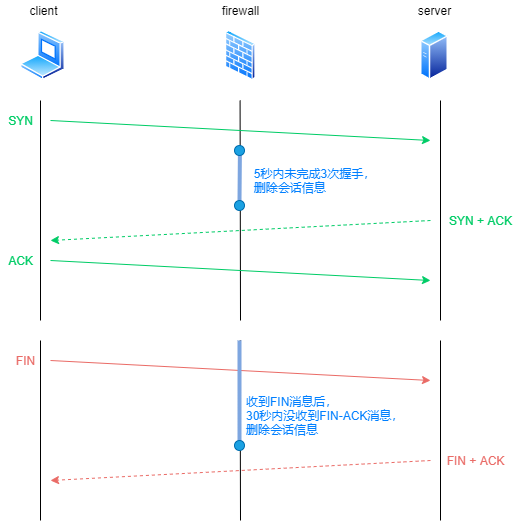 client
firewall
server
SYN
5秒内未完成3次握手，
删除会话信息
SYN + ACK
ACK
FIN
收到FIN消息后，
30秒内没收到FIN-ACK消息，
删除会话信息
FIN + ACK